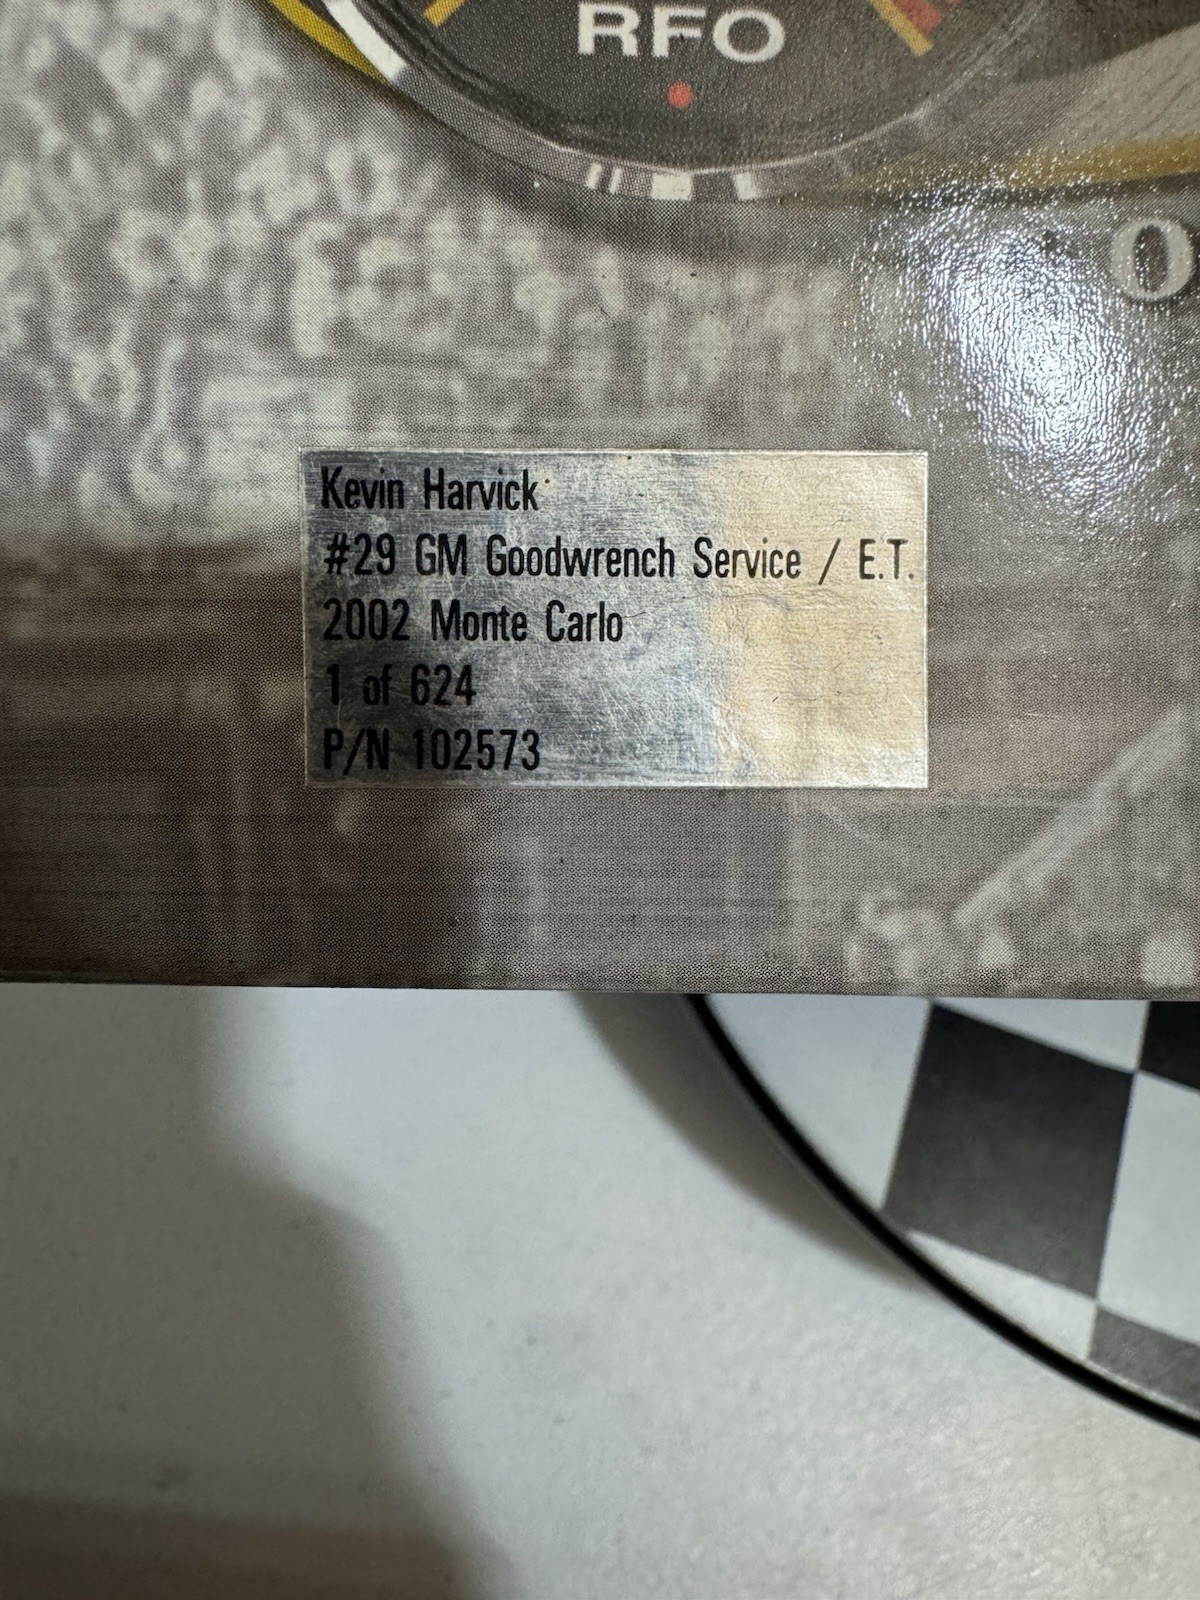 RFO
O
Kevin Harvick
#29 GM Goodwrench Service / E.T.
2002 Monte Carlo
1 of 624
P/N 102573